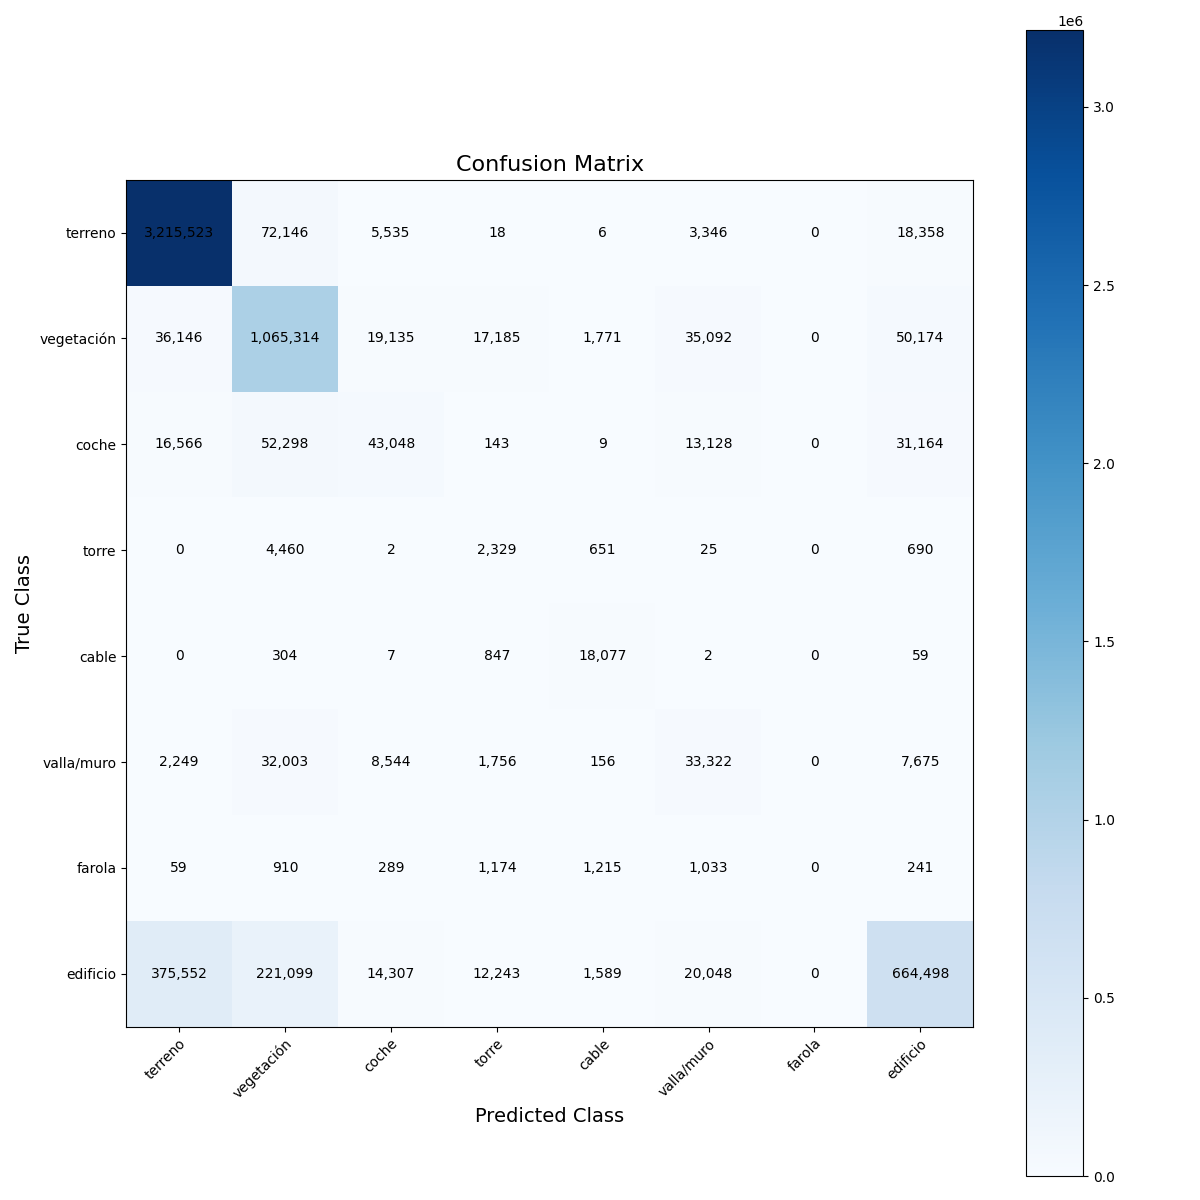 1e6
Confusion Matrix
3.0
2.5
2.0
1.5
1.0
0.5
0.0
True Class
terreno 3,215,523 72,146 5,535 18 6 3,346 0 18,358
vegetación 36,146 1,065,314 19,135 17,185 1,771 35,092 0 50,174
coche 16,566 52,298 43,048 143 9 13,128 0 31,164
torre 0 4,460 2 2,329 651 25 0 690
cable 0 304 7 847 18,077 2 0 59
valla/muro 2,249 32,003 8,544 1,756 156 33,322 0 7,675
farola 59 910 289 1,174 1,215 1,033 0 241
edificio 375,552 221,099 14,307 12,243 1,589 20,048 0 664,498
terreno vegetación coche torre cable valla/muro farola edificio
Predicted Class